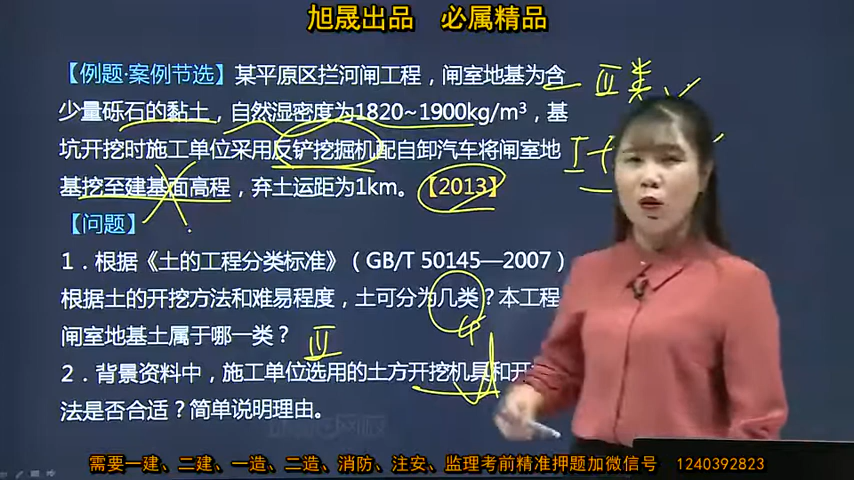 旭晟出品 必属精品
【例题·案例节选】某平原区拦河闸工程，闸室地基为含
Ⅲ类
少量砾石的黏土，自然湿密度为1820~1900kg/m³，基
坑开挖时施工单位采用反铲挖掘机配自卸汽车将闸室地
基挖至建基面高程，弃土运距为1km。【2013】
【问题】
1．根据《土的工程分类标准》（GB/T 50145—2007）
根据土的开挖方法和难易程度，土可分为几类？本工程
4
闸室地基土属于哪一类？
Ⅲ
2．背景资料中，施工单位选用的土方开挖机具和开
法是否合适？简单说明理由。
需要一建、二建、一造、二造、消防、注安、监理考前精准押题加微信号 1240392823